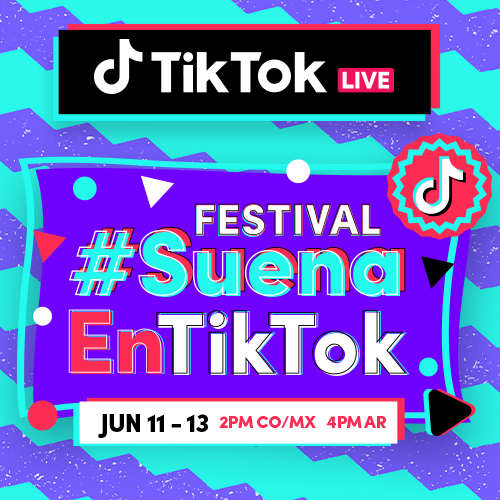 TikTok LIVE
FESTIVAL
#Suena
EnTikTok
JUN 11 - 13 2PM CO/MX 4PM AR